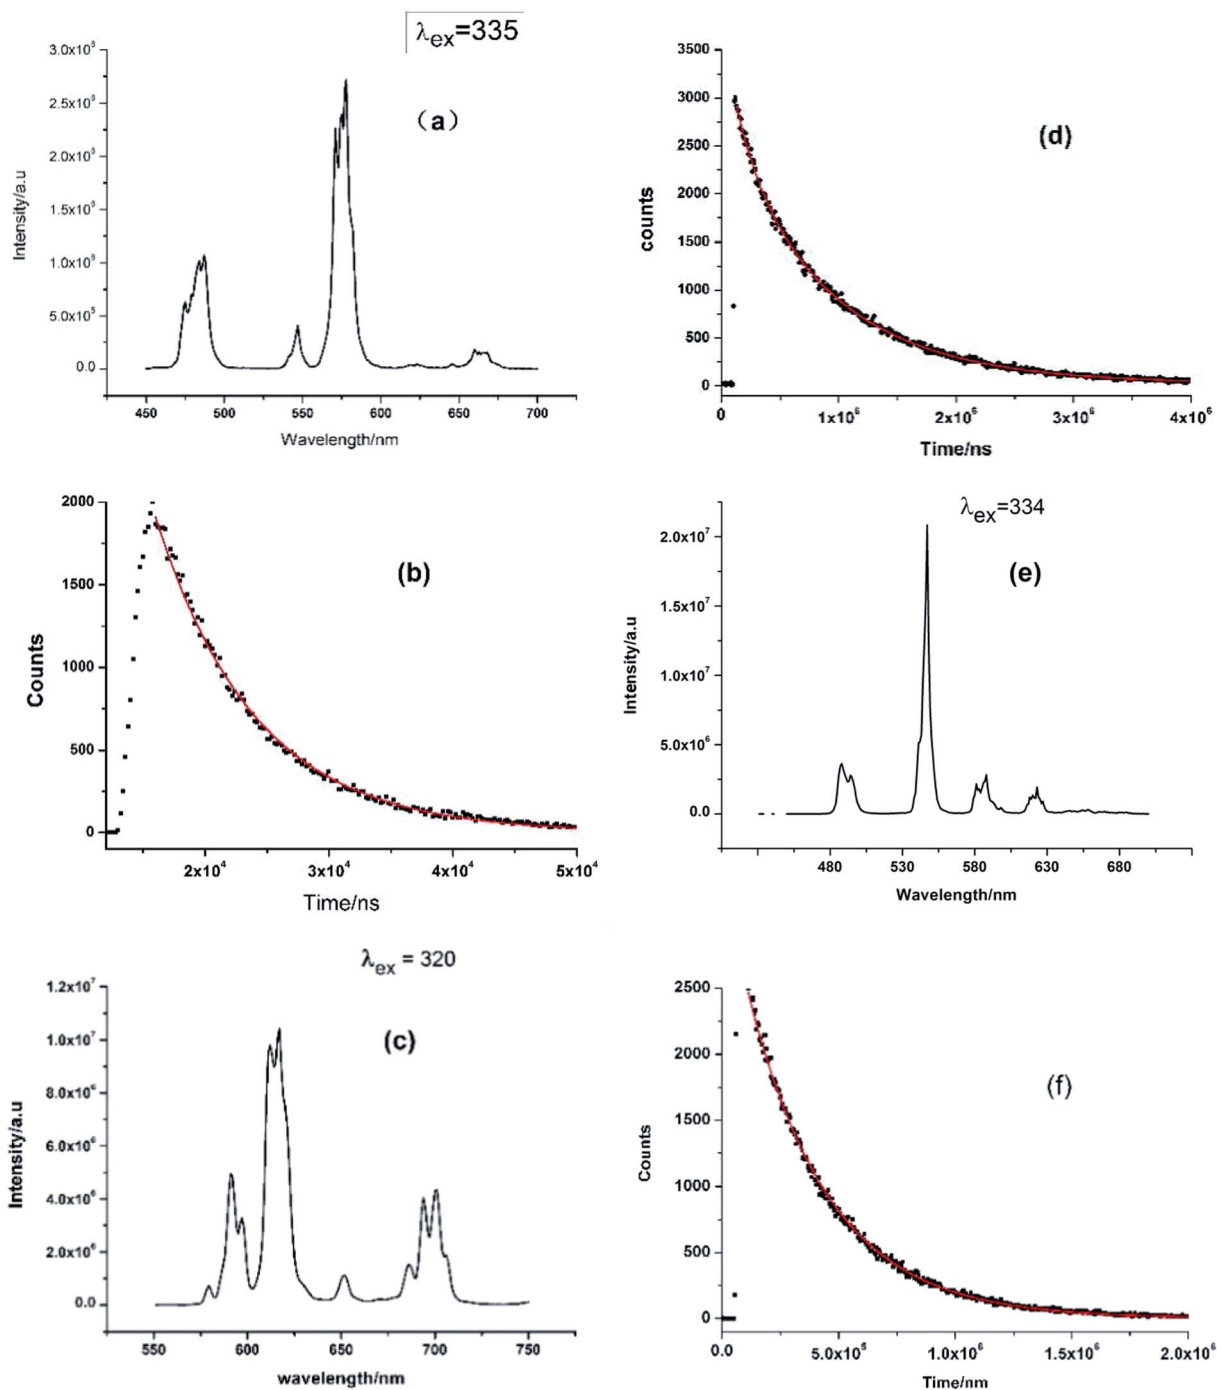 λex=335
(a)
3.0x10⁶
2.5x10⁶
2.0x10⁶
1.5x10⁶
1.0x10⁶
5.0x10⁵
0.0
Intensity/a.u
450 500 550 600 650 700
Wavelength/nm
(d)
3500
3000
2500
2000
1500
1000
500
0
counts
0 1x10⁶ 2x10⁶ 3x10⁶ 4x10⁶
Time/ns
(b)
2000
1500
1000
500
0
Counts
2x10⁴ 3x10⁴ 4x10⁴ 5x10⁴
Time/ns
λex=334
(e)
2.0x10⁷
1.5x10⁷
1.0x10⁷
5.0x10⁶
0.0
Intensity/a.u
480 530 580 630 680
Wavelength/nm
λex = 320
(c)
1.2x10⁷
1.0x10⁷
8.0x10⁶
6.0x10⁶
4.0x10⁶
2.0x10⁶
0.0
Intensity/a.u
550 600 650 700 750
wavelength/nm
(f)
2500
2000
1500
1000
500
0
Counts
0.0 5.0x10⁵ 1.0x10⁶ 1.5x10⁶ 2.0x10⁶
Time/nm